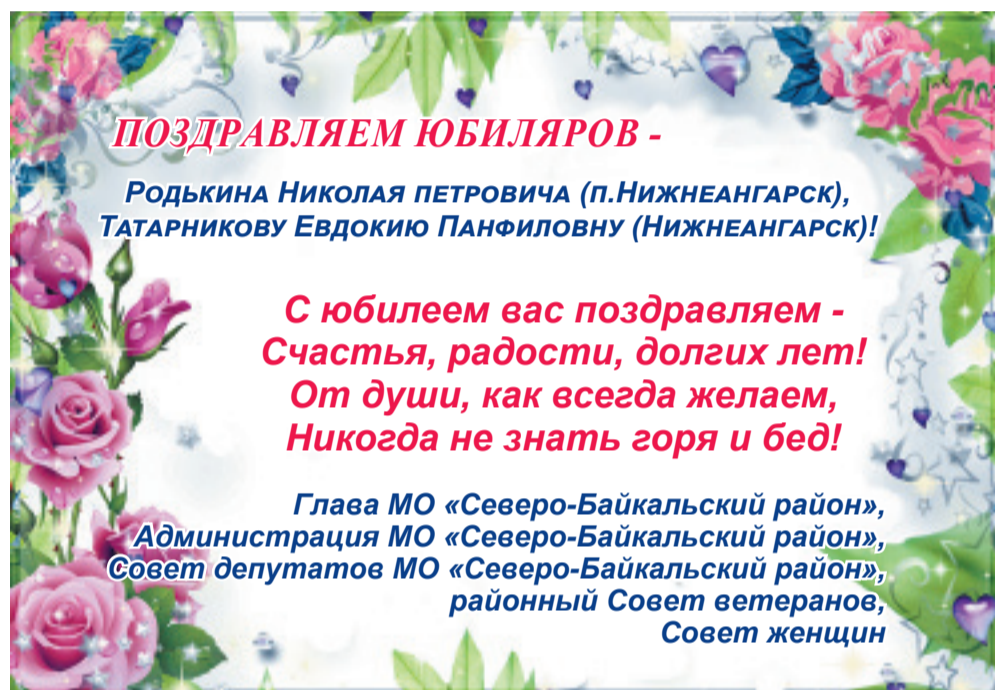 ПОЗДРАВЛЯЕМ ЮБИЛЯРОВ -
Родькина Николая петровича (п.Нижнеангарск),
Татарникову Евдокию Панфиловну (Нижнеангарск)!
С юбилеем вас поздравляем -
Счастья, радости, долгих лет!
От души, как всегда желаем,
Никогда не знать горя и бед!
Глава МО «Северо-Байкальский район»,
Администрация МО «Северо-Байкальский район»,
Совет депутатов МО «Северо-Байкальский район»,
районный Совет ветеранов,
Совет женщин